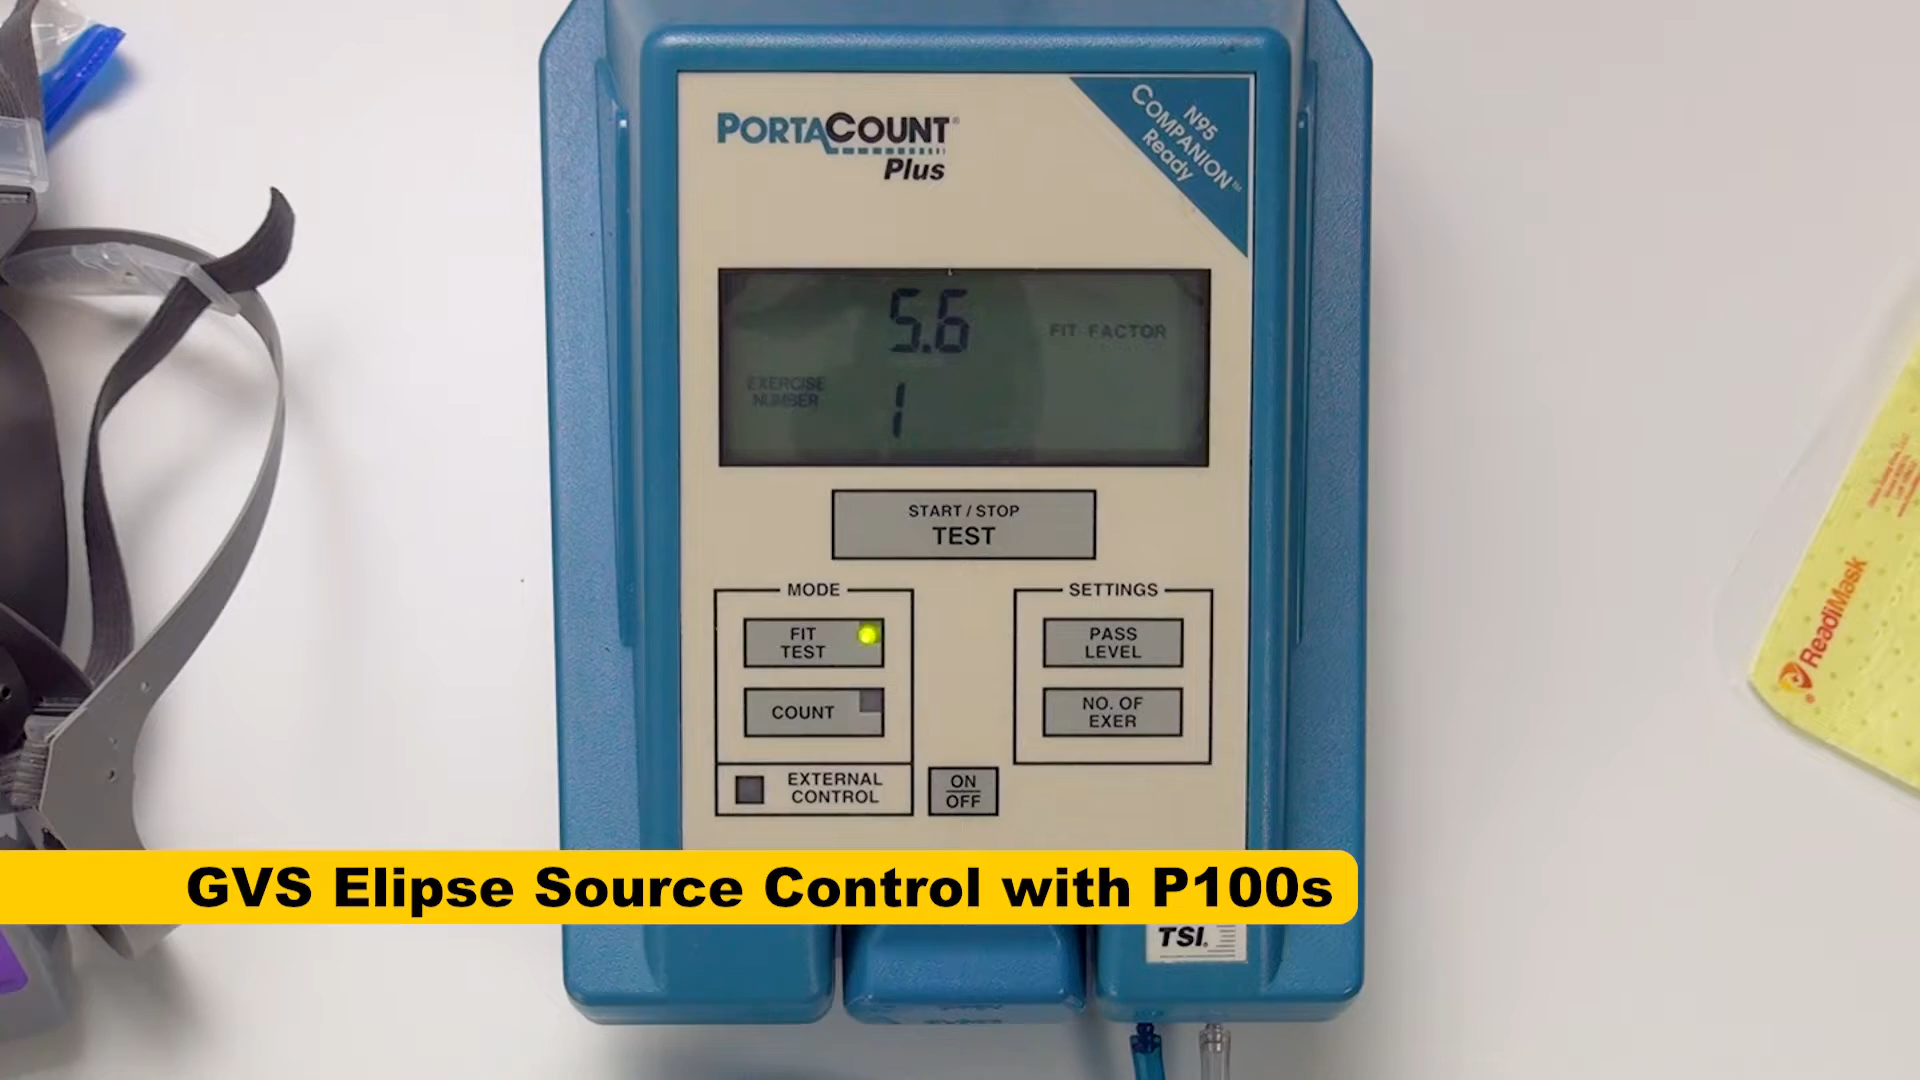 PORTACOUNT®
Plus
N95
COMPANION™
Ready
5.6
FIT FACTOR
EXERCISE
NUMBER
1
START / STOP
TEST
MODE
FIT
TEST
COUNT
EXTERNAL
CONTROL
ON
OFF
SETTINGS
PASS
LEVEL
NO. OF
EXER
ReadiMask
GVS Elipse Source Control with P100s
TSI